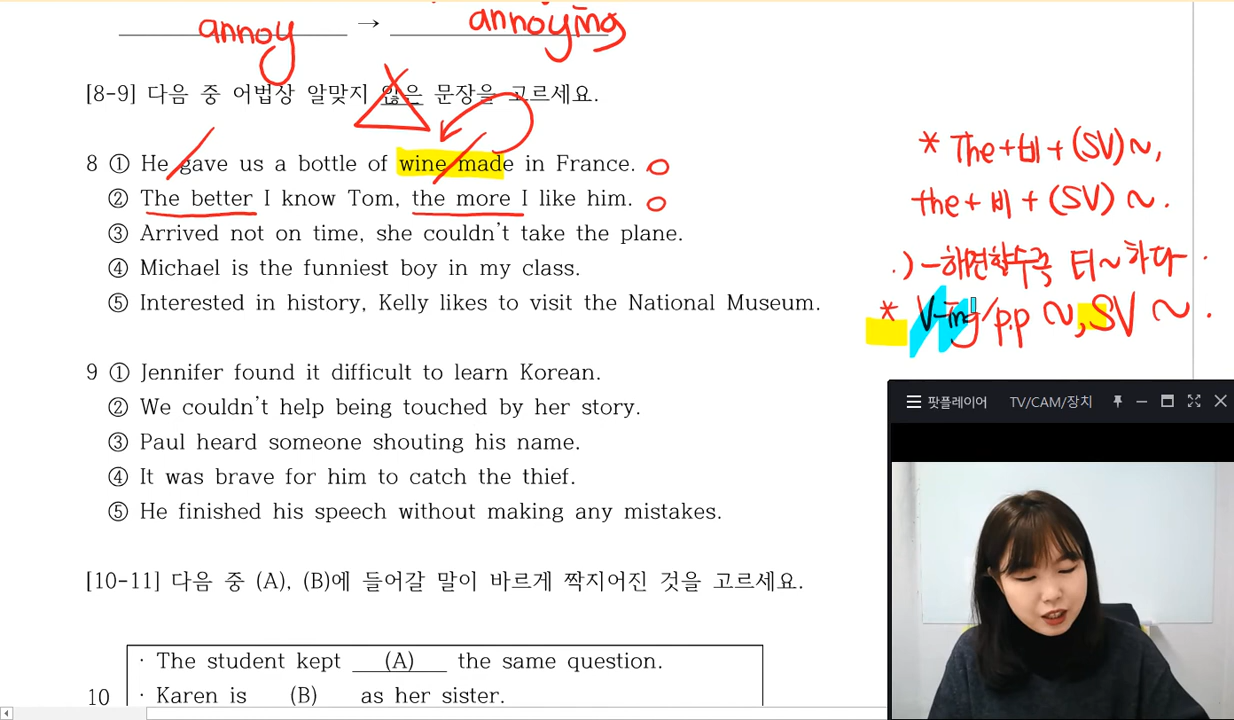 annoy → annoying
[8-9] 다음 중 어법상 알맞지 않은 문장을 고르세요.
8 ① He gave us a bottle of wine made in France.
② The better I know Tom, the more I like him.
③ Arrived not on time, she couldn't take the plane.
④ Michael is the funniest boy in my class.
⑤ Interested in history, Kelly likes to visit the National Museum.
* The+비+(SV)~,
the+비+(SV)~.
.)-해면할수록 더~하다.
* V-ing/p.p ~, SV ~.
9 ① Jennifer found it difficult to learn Korean.
② We couldn't help being touched by her story.
③ Paul heard someone shouting his name.
④ It was brave for him to catch the thief.
⑤ He finished his speech without making any mistakes.
팟플레이어 TV/CAM/장치
[10-11] 다음 중 (A), (B)에 들어갈 말이 바르게 짝지어진 것을 고르세요.
· The student kept (A) the same question.
10 · Karen is (B) as her sister.